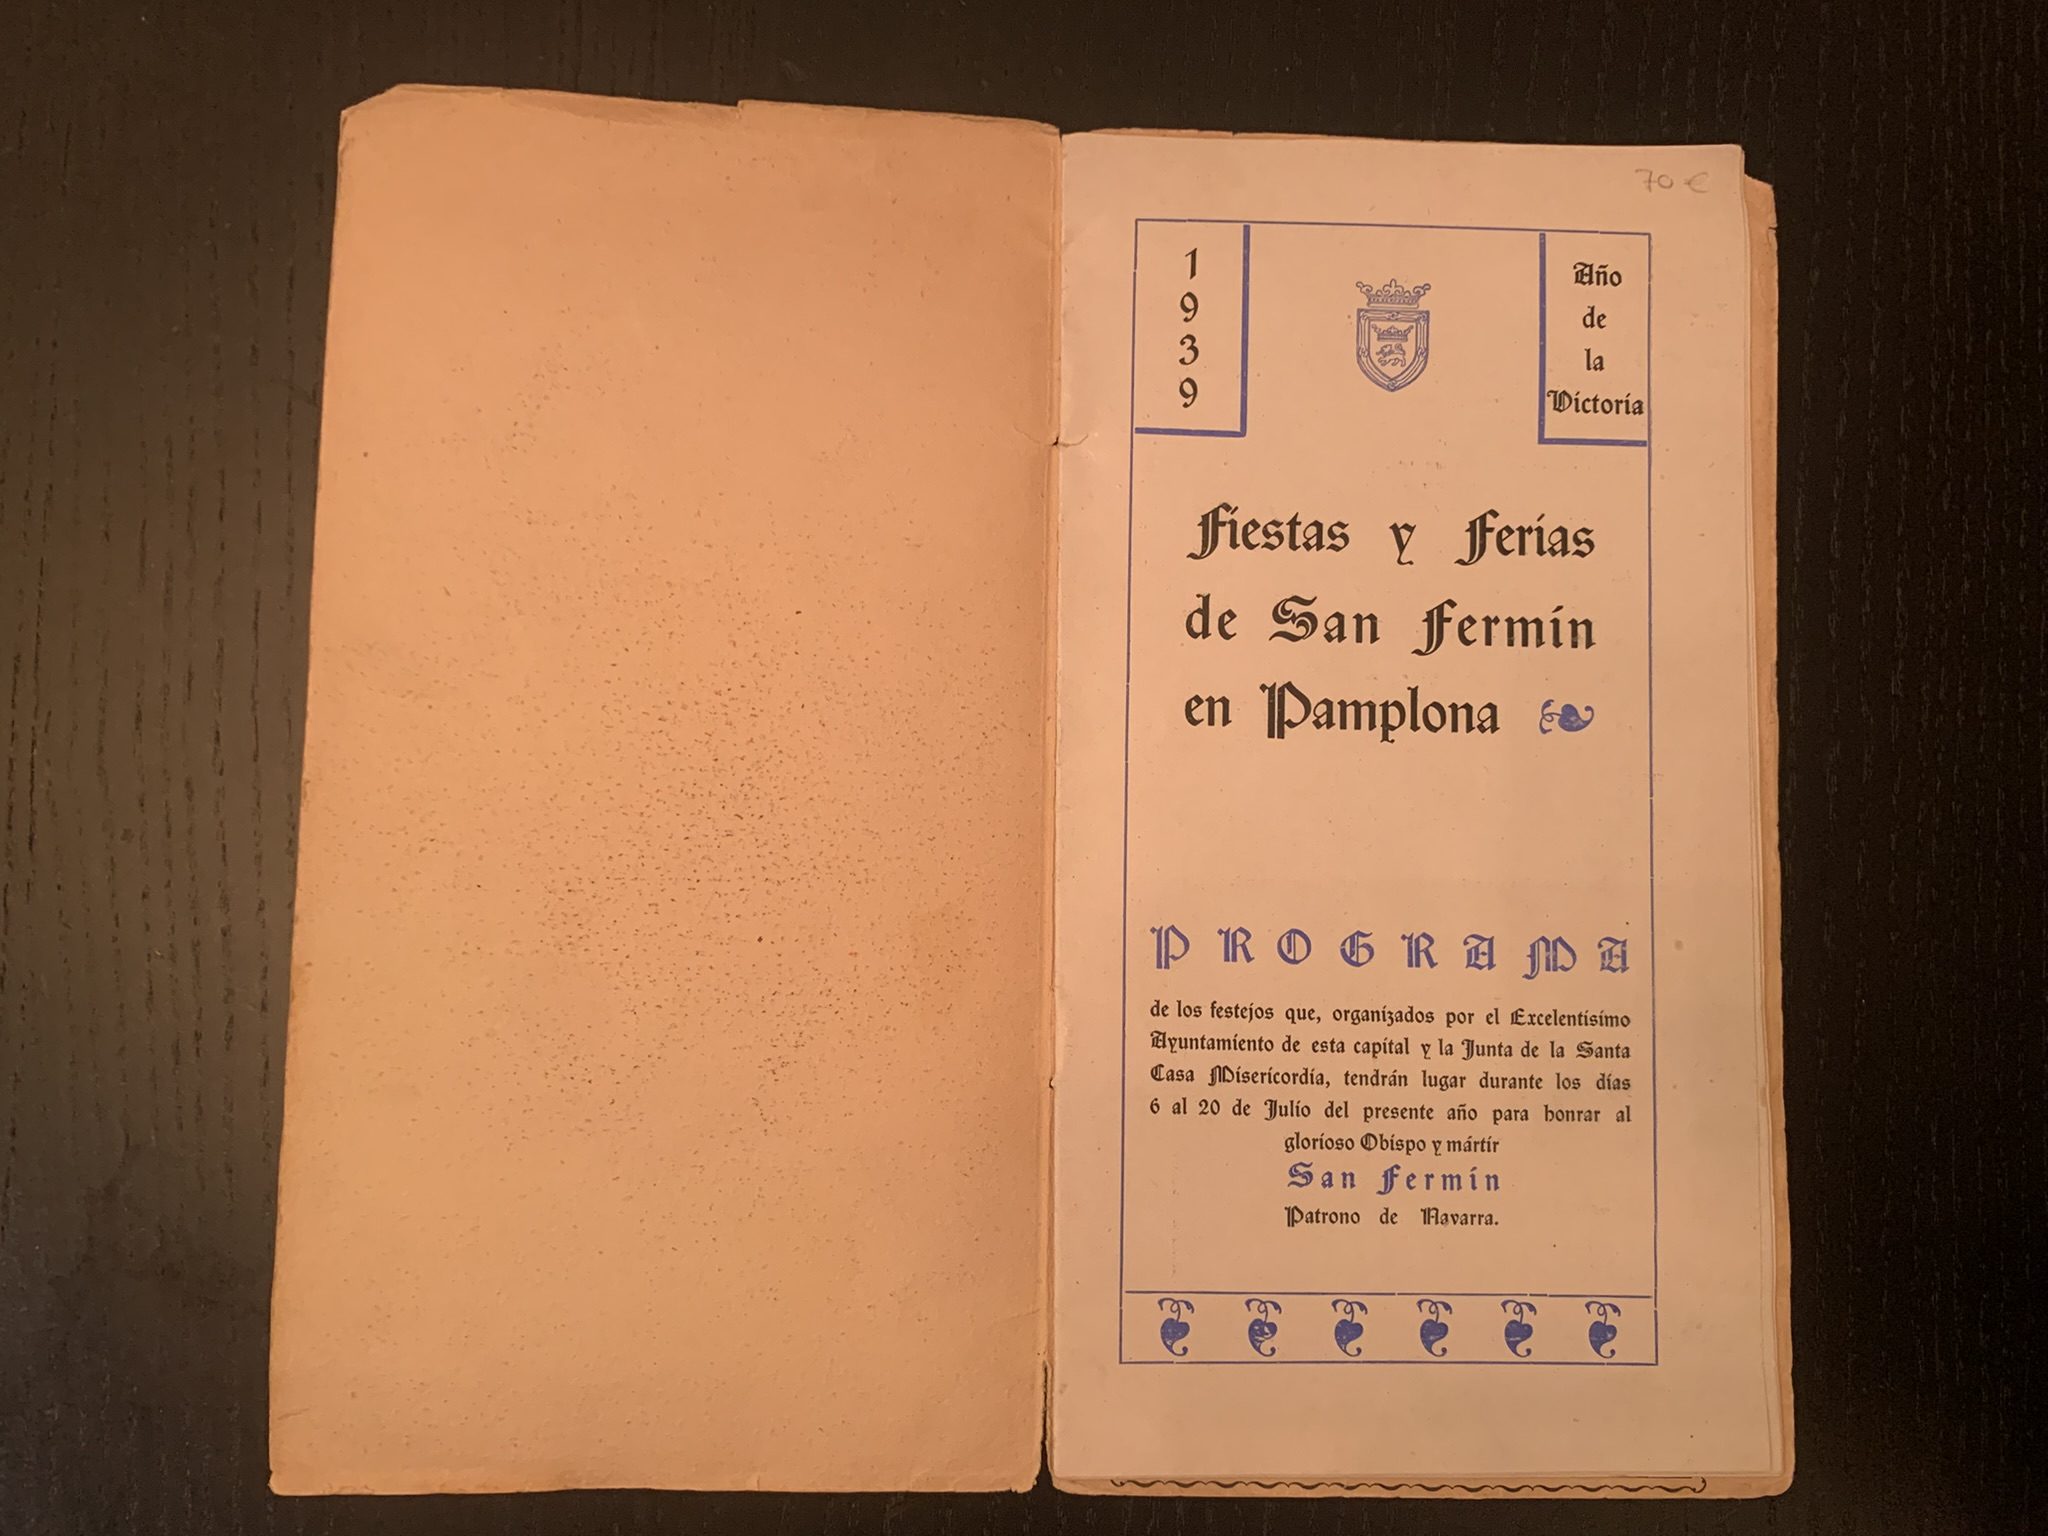 70 €
1
9
3
9
Año
de
la
Victoria
Fiestas y Ferias
de San Fermín
en Pamplona
PROGRAMA
de los festejos que, organizados por el Excelentísimo
Ayuntamiento de esta capital y la Junta de la Santa
Casa Misericordia, tendrán lugar durante los días
6 al 20 de Julio del presente año para honrar al
glorioso Obispo y mártir
San Fermín
Patrono de Navarra.